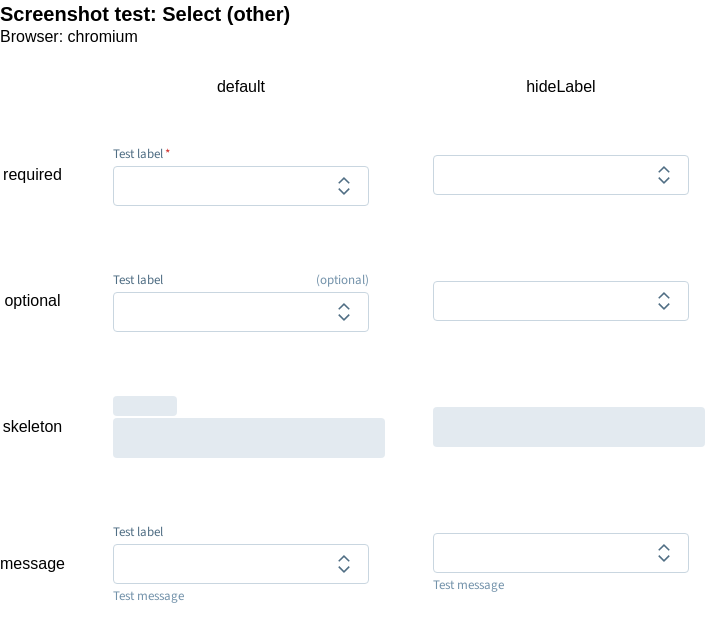 Screenshot test: Select (other)
Browser: chromium
default hideLabel
Test label *
required
Test label (optional)
optional
skeleton
Test label
message
Test message Test message